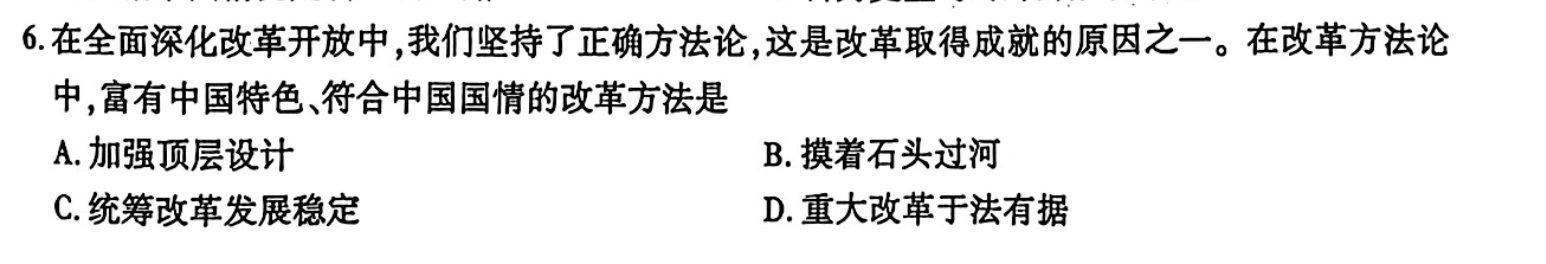 6.在全面深化改革开放中,我们坚持了正确方法论,这是改革取得成就的原因之一。在改革方法论
中,富有中国特色、符合中国国情的改革方法是
A.加强顶层设计
B.摸着石头过河
C.统筹改革发展稳定
D.重大改革于法有据